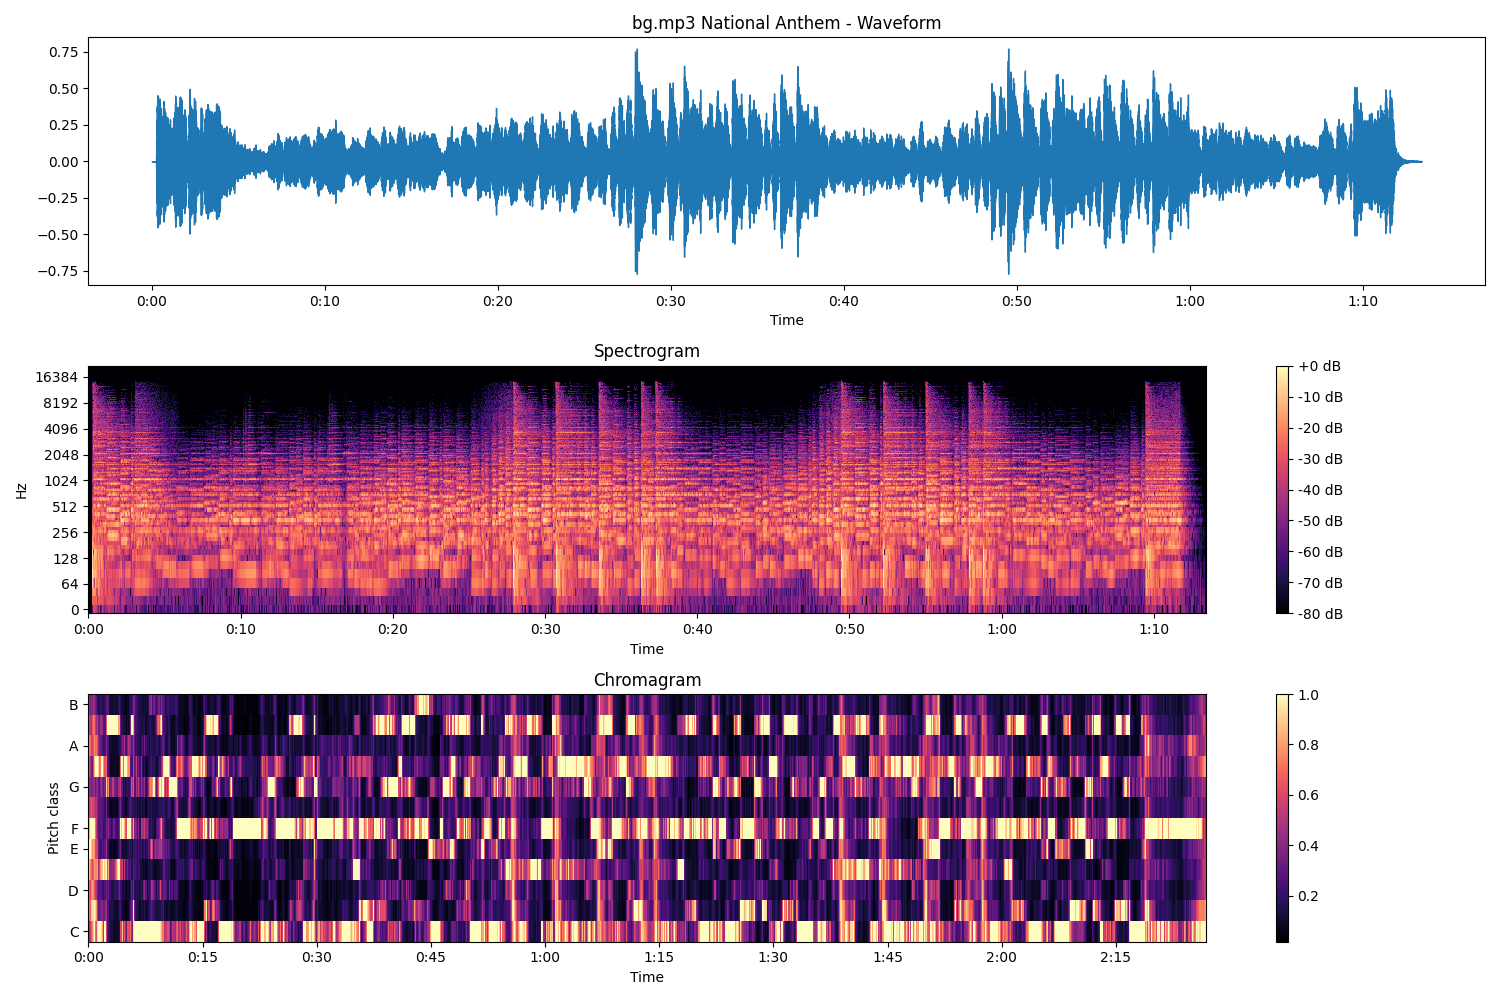 bg.mp3 National Anthem - Waveform
0.75
0.50
0.25
0.00
−0.25
−0.50
−0.75
0:00 0:10 0:20 0:30 0:40 0:50 1:00 1:10
Time
Spectrogram
Hz
16384
8192
4096
2048
1024
512
256
128
64
0
0:00 0:10 0:20 0:30 0:40 0:50 1:00 1:10
Time
+0 dB
-10 dB
-20 dB
-30 dB
-40 dB
-50 dB
-60 dB
-70 dB
-80 dB
Chromagram
Pitch class
B
A
G
F
E
D
C
0:00 0:15 0:30 0:45 1:00 1:15 1:30 1:45 2:00 2:15
Time
1.0
0.8
0.6
0.4
0.2